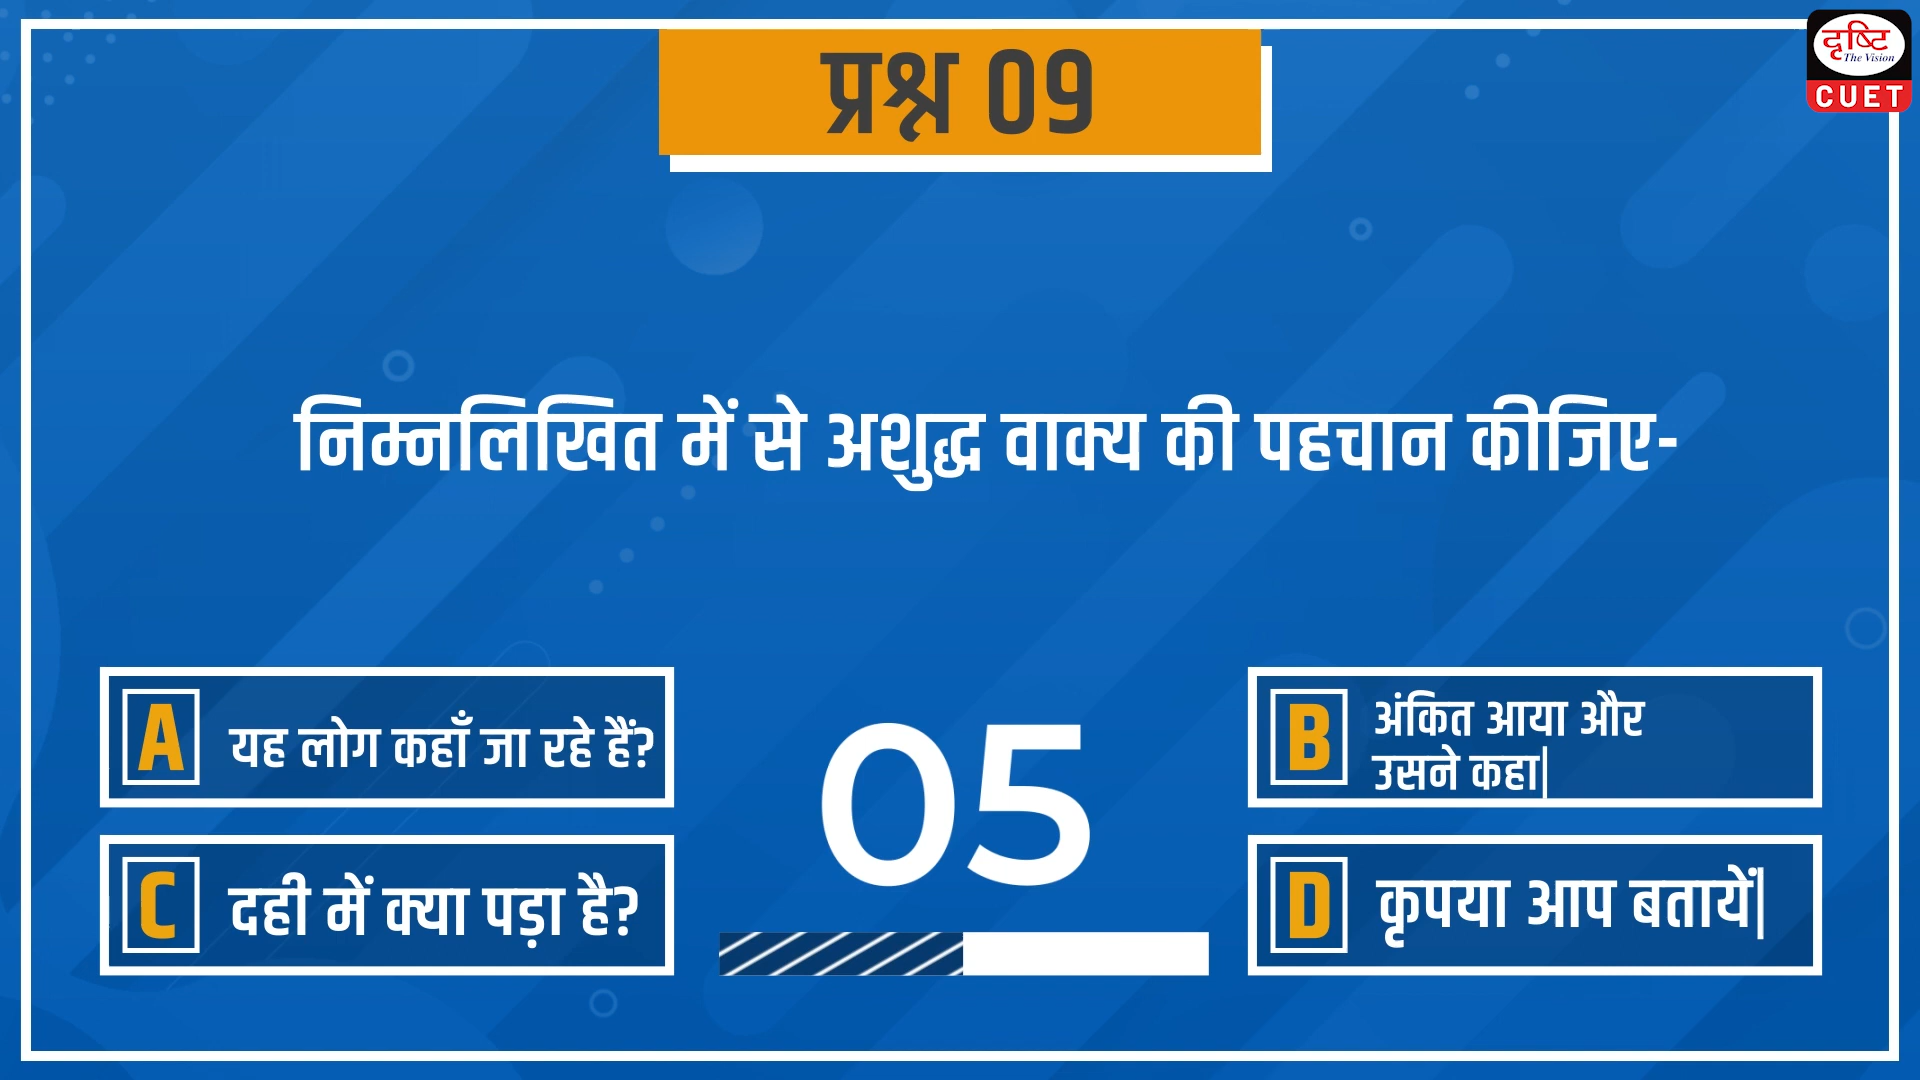 दृष्टि
The Vision
CUET
प्रश्न 09
निम्नलिखित में से अशुद्ध वाक्य की पहचान कीजिए-
A यह लोग कहाँ जा रहे हैं?
B अंकित आया और
उसने कहा|
05
C दही में क्या पड़ा है?
D कृपया आप बतायें|